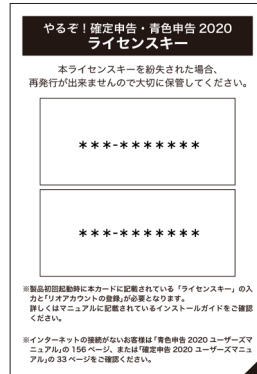 やるぞ！確定申告・青色申告 2020
ライセンスキー
本ライセンスキーを紛失された場合、
再発行が出来ませんので大切に保管してください。
***-*******
***-*******
※製品初回起動時に本カードに記載されている「ライセンスキー」の入
力と「リオアカウントの登録」が必要となります。
詳しくはマニュアルに記載されているインストールガイドをご確認
ください。
※インターネットの接続がないお客様は「青色申告 2020 ユーザーズマ
ニュアル」の 156 ページ、または「確定申告 2020 ユーザーズマニュ
アル」の 33 ページをご確認ください。